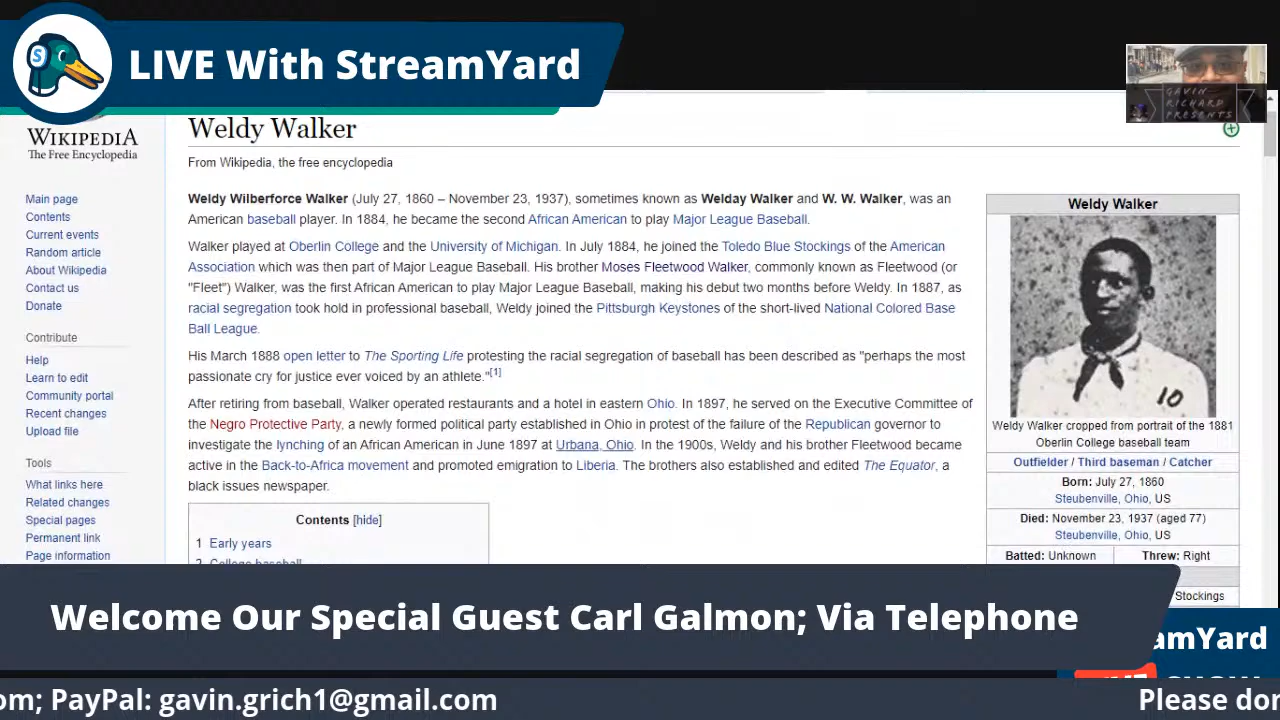 LIVE With StreamYard
S
GAVIN
RICHARD
PRESENTS
WIKIPEDIA
The Free Encyclopedia
Main page
Contents
Current events
Random article
About Wikipedia
Contact us
Donate
Contribute
Help
Learn to edit
Community portal
Recent changes
Upload file
Tools
What links here
Related changes
Special pages
Permanent link
Page information
Weldy Walker
From Wikipedia, the free encyclopedia
Weldy Wilberforce Walker (July 27, 1860 – November 23, 1937), sometimes known as Welday Walker and W. W. Walker, was an
American baseball player. In 1884, he became the second African American to play Major League Baseball.
Walker played at Oberlin College and the University of Michigan. In July 1884, he joined the Toledo Blue Stockings of the American
Association which was then part of Major League Baseball. His brother Moses Fleetwood Walker, commonly known as Fleetwood (or
"Fleet") Walker, was the first African American to play Major League Baseball, making his debut two months before Weldy. In 1887, as
racial segregation took hold in professional baseball, Weldy joined the Pittsburgh Keystones of the short-lived National Colored Base
Ball League.
His March 1888 open letter to The Sporting Life protesting the racial segregation of baseball has been described as "perhaps the most
passionate cry for justice ever voiced by an athlete."[1]
After retiring from baseball, Walker operated restaurants and a hotel in eastern Ohio. In 1897, he served on the Executive Committee of
the Negro Protective Party, a newly formed political party established in Ohio in protest of the failure of the Republican governor to
investigate the lynching of an African American in June 1897 at Urbana, Ohio. In the 1900s, Weldy and his brother Fleetwood became
active in the Back-to-Africa movement and promoted emigration to Liberia. The brothers also established and edited The Equator, a
black issues newspaper.
Contents [hide]
1 Early years
2 College baseball
Weldy Walker
10
Weldy Walker cropped from portrait of the 1881
Oberlin College baseball team
Outfielder / Third baseman / Catcher
Born: July 27, 1860
Steubenville, Ohio, US
Died: November 23, 1937 (aged 77)
Steubenville, Ohio, US
Batted: Unknown Threw: Right
Stockings
Welcome Our Special Guest Carl Galmon; Via Telephone
amYard
om; PayPal: gavin.grich1@gmail.com
Please dor